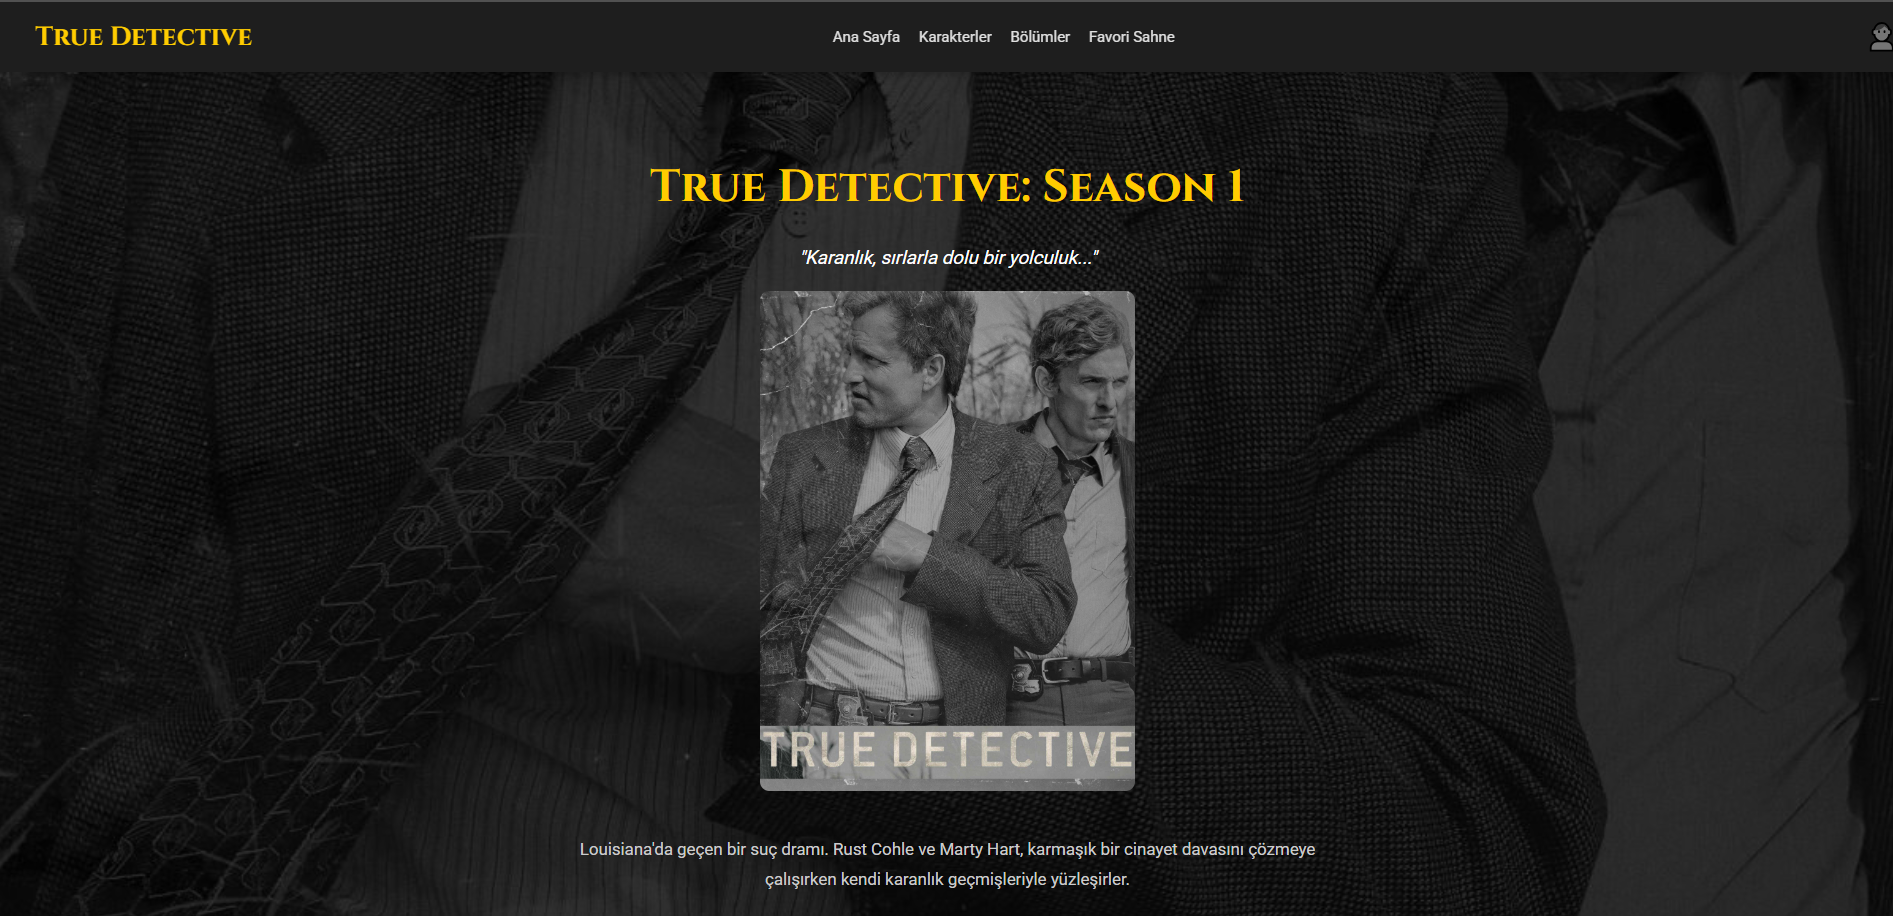 True Detective
Ana Sayfa Karakterler Bölümler Favori Sahne
True Detective: Season 1
"Karanlık, sırlarla dolu bir yolculuk..."
TRUE DETECTIVE
Louisiana'da geçen bir suç dramı. Rust Cohle ve Marty Hart, karmaşık bir cinayet davasını çözmeye
çalışırken kendi karanlık geçmişleriyle yüzleşirler.